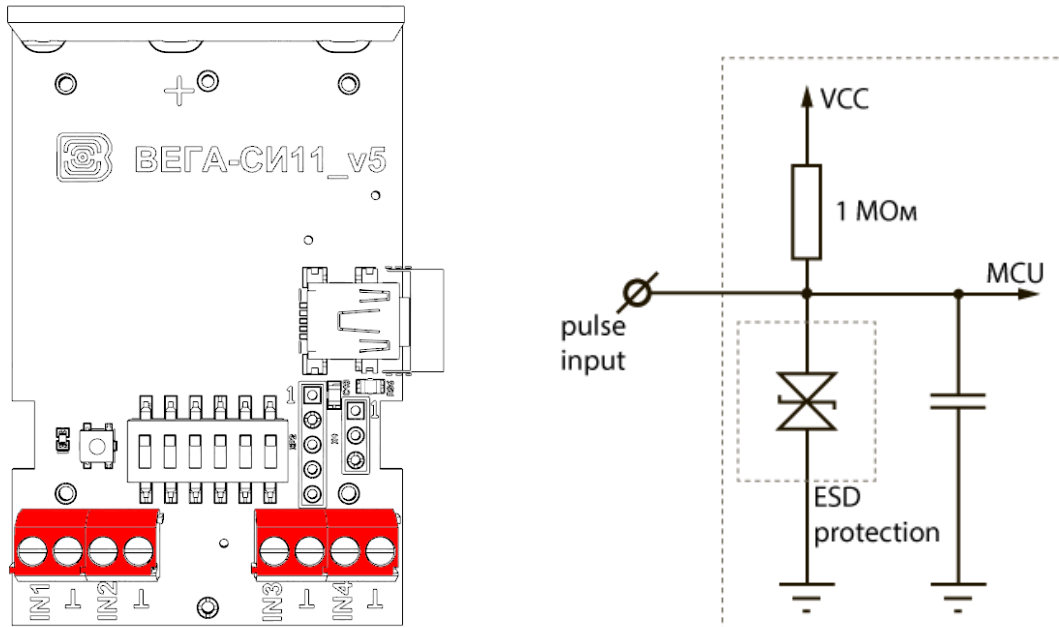 ВЕГА-СИ11_v5
1
1
IN1 ⊥ IN2 ⊥
IN3 ⊥ IN4 ⊥
VCC
1 МОм
MCU
pulse
input
ESD
protection